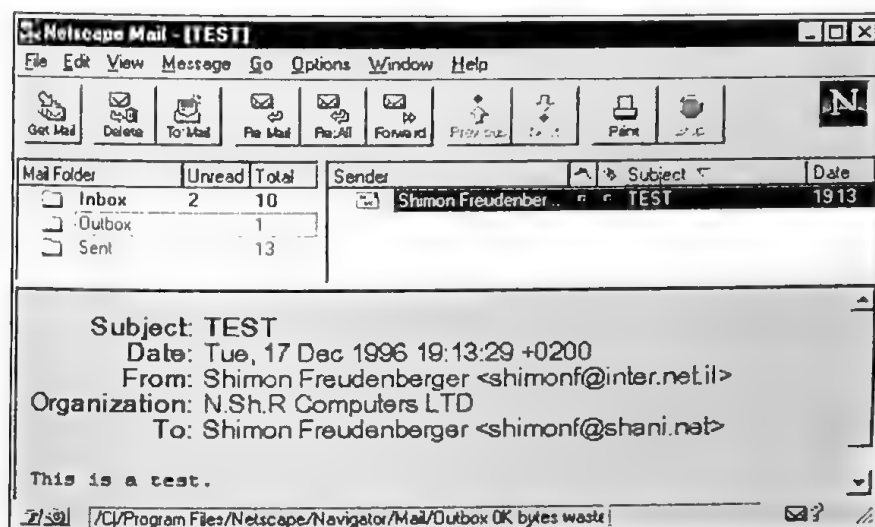 Netscape Mail - [TEST]
File Edit View Message Go Options Window Help
Get Mail Delete To: Mail Re: Mail Re: All Forward Previous Print
N
Mail Folder Unread Total Sender Subject Date
Inbox 2 10 Shimon Freudenber... TEST 19:13
Outbox 1
Sent 13
Subject: TEST
Date: Tue, 17 Dec 1996 19:13:29 +0200
From: Shimon Freudenberger <shimonf@inter.net.il>
Organization: N.Sh.R Computers LTD
To: Shimon Freudenberger <shimonf@shani.net>
This is a test.
/C|/Program Files/Netscape/Navigator/Mail/Outbox 0K bytes waste